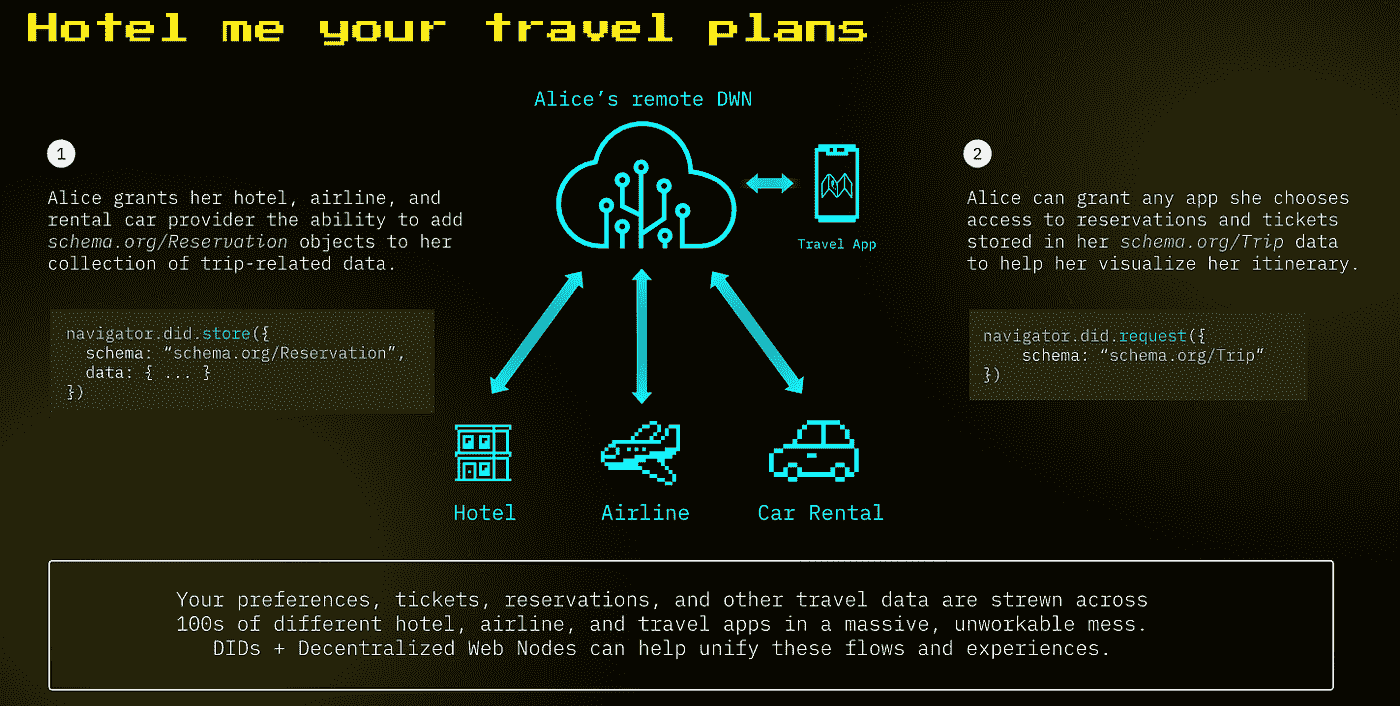 Hotel me your travel plans
Alice’s remote DWN
1
Alice grants her hotel, airline, and
rental car provider the ability to add
schema.org/Reservation objects to her
collection of trip-related data.
navigator.did.store({
schema: “schema.org/Reservation”,
data: { ... }
})
Travel App
2
Alice can grant any app she chooses
access to reservations and tickets
stored in her schema.org/Trip data
to help her visualize her itinerary.
navigator.did.request({
schema: “schema.org/Trip”
})
Hotel
Airline
Car Rental
Your preferences, tickets, reservations, and other travel data are strewn across
100s of different hotel, airline, and travel apps in a massive, unworkable mess.
DIDs + Decentralized Web Nodes can help unify these flows and experiences.